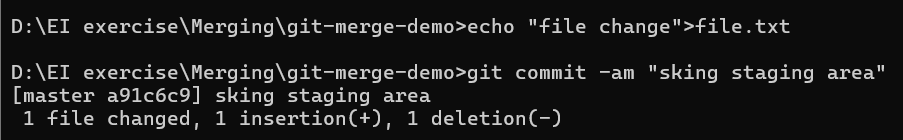 D:\EI exercise\Merging\git-merge-demo>echo "file change">file.txt
D:\EI exercise\Merging\git-merge-demo>git commit -am "sking staging area"
[master a91c6c9] sking staging area
 1 file changed, 1 insertion(+), 1 deletion(-)